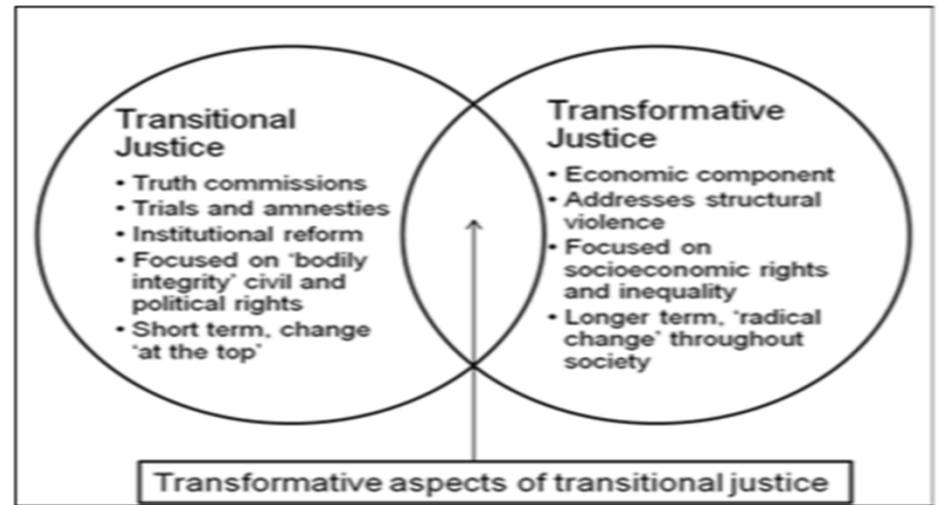 Transitional
Justice
• Truth commissions
• Trials and amnesties
• Institutional reform
• Focused on ‘bodily
integrity’ civil and
political rights
• Short term, change
‘at the top’
Transformative
Justice
• Economic component
• Addresses structural
violence
• Focused on
socioeconomic rights
and inequality
• Longer term, ‘radical
change’ throughout
society
Transformative aspects of transitional justice